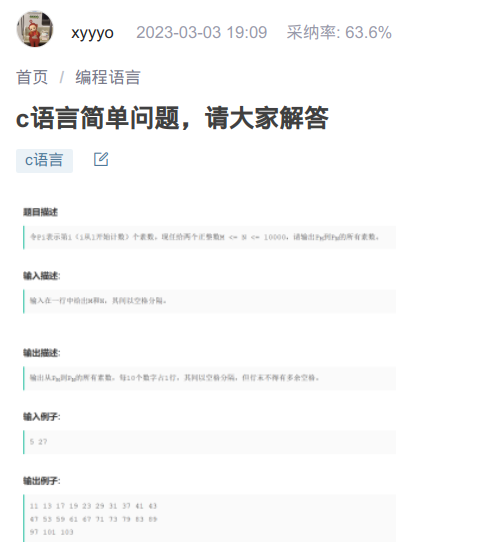 xyyyo 2023-03-03 19:09 采纳率: 63.6%
首页 / 编程语言
c语言简单问题，请大家解答
c语言
题目描述
令Pi表示第i（i从1开始计数）个素数。现任给两个正整数M <= N <= 10000，请输出PM到PN的所有素数。
输入描述:
输入在一行中给出M和N，其间以空格分隔。
输出描述:
输出从PM到PN的所有素数，每10个数字占1行，其间以空格分隔，但行末不得有多余空格。
输入例子:
5 27
输出例子:
11 13 17 19 23 29 31 37 41 43
47 53 59 61 67 71 73 79 83 89
97 101 103